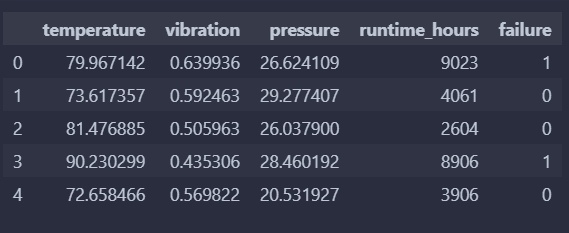 temperature vibration pressure runtime_hours failure
0 79.967142 0.639936 26.624109 9023 1
1 73.617357 0.592463 29.277407 4061 0
2 81.476885 0.505963 26.037900 2604 0
3 90.230299 0.435306 28.460192 8906 1
4 72.658466 0.569822 20.531927 3906 0